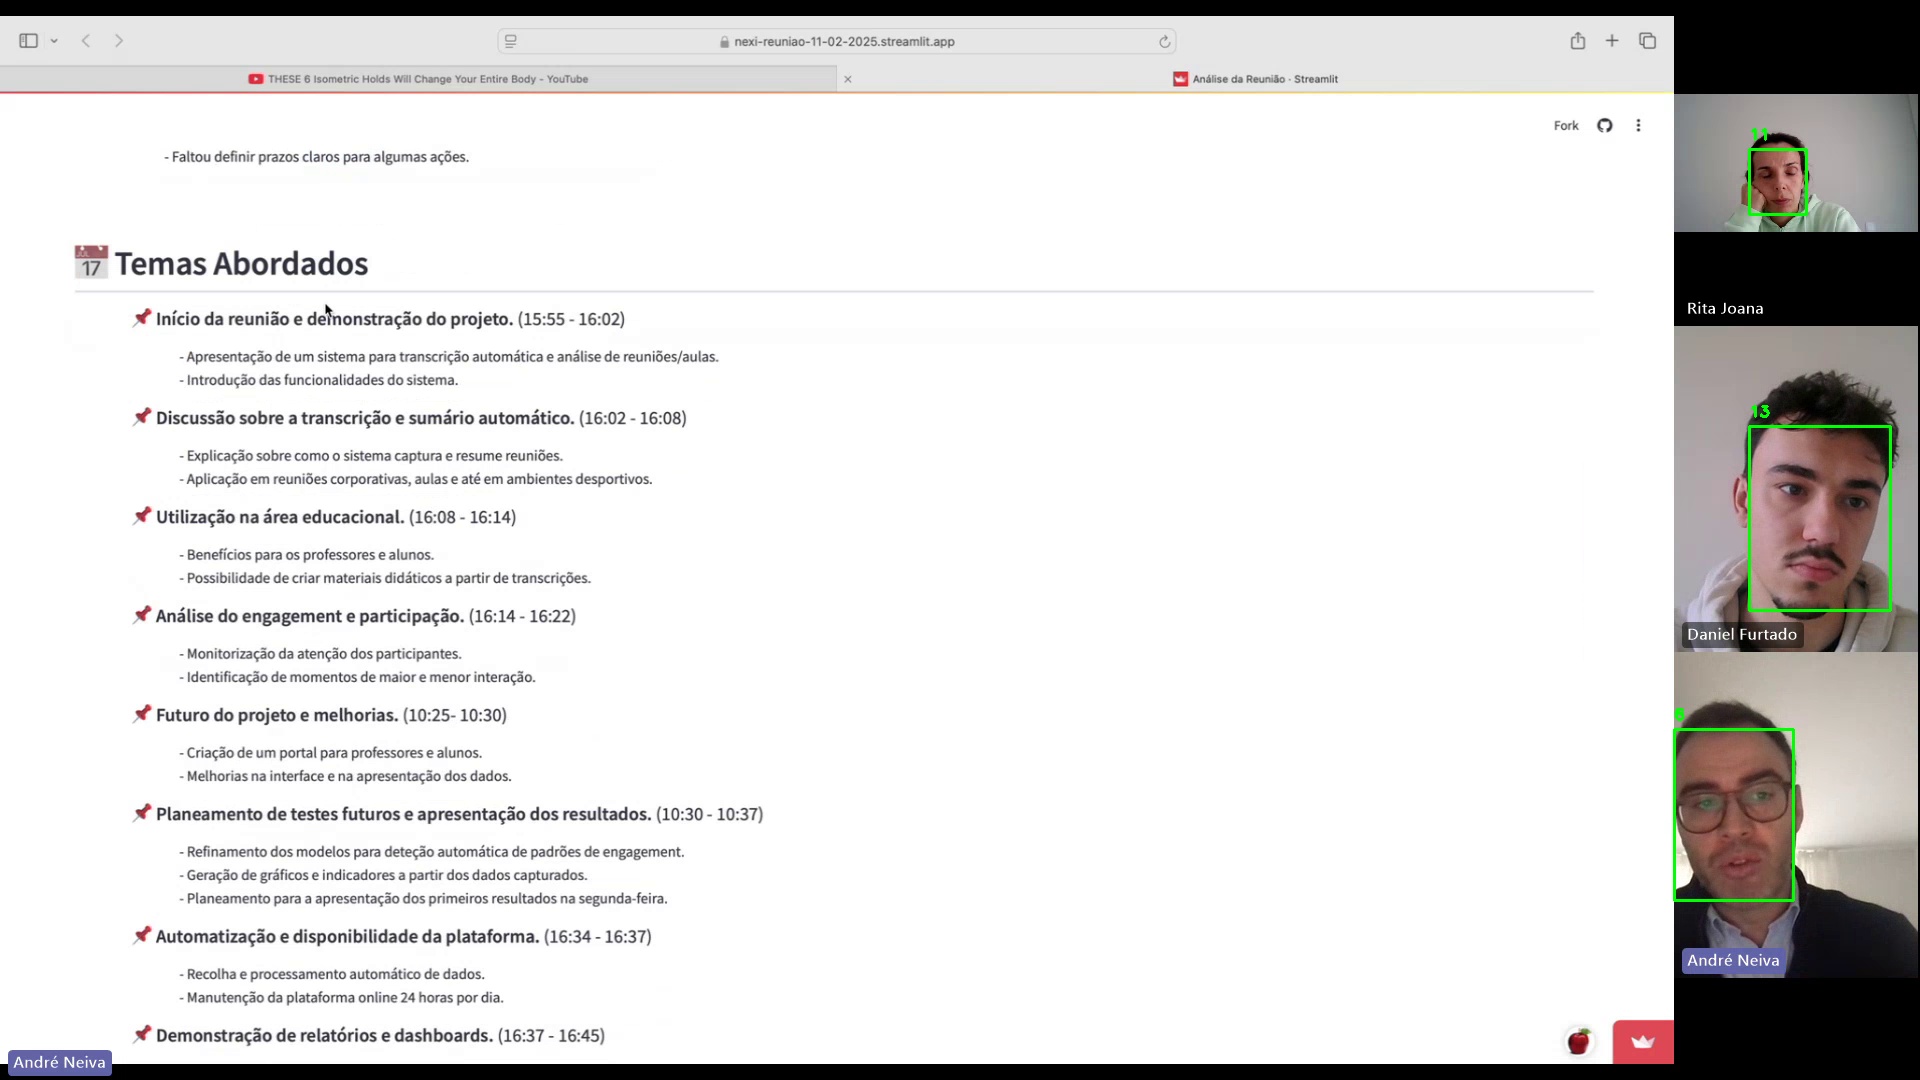 nexi-reuniao-11-02-2025.streamlit.app
THESE 6 Isometric Holds Will Change Your Entire Body - YouTube
Análise da Reunião · Streamlit
Fork
- Faltou definir prazos claros para algumas ações.
17 Temas Abordados
Início da reunião e demonstração do projeto. (15:55 - 16:02)
- Apresentação de um sistema para transcrição automática e análise de reuniões/aulas.
- Introdução das funcionalidades do sistema.
Discussão sobre a transcrição e sumário automático. (16:02 - 16:08)
- Explicação sobre como o sistema captura e resume reuniões.
- Aplicação em reuniões corporativas, aulas e até em ambientes desportivos.
Utilização na área educacional. (16:08 - 16:14)
- Benefícios para os professores e alunos.
- Possibilidade de criar materiais didáticos a partir de transcrições.
Análise do engagement e participação. (16:14 - 16:22)
- Monitorização da atenção dos participantes.
- Identificação de momentos de maior e menor interação.
Futuro do projeto e melhorias. (10:25- 10:30)
- Criação de um portal para professores e alunos.
- Melhorias na interface e na apresentação dos dados.
Planeamento de testes futuros e apresentação dos resultados. (10:30 - 10:37)
- Refinamento dos modelos para deteção automática de padrões de engagement.
- Geração de gráficos e indicadores a partir dos dados capturados.
- Planeamento para a apresentação dos primeiros resultados na segunda-feira.
Automatização e disponibilidade da plataforma. (16:34 - 16:37)
- Recolha e processamento automático de dados.
- Manutenção da plataforma online 24 horas por dia.
Demonstração de relatórios e dashboards. (16:37 - 16:45)
André Neiva
11
Rita Joana
13
Daniel Furtado
André Neiva